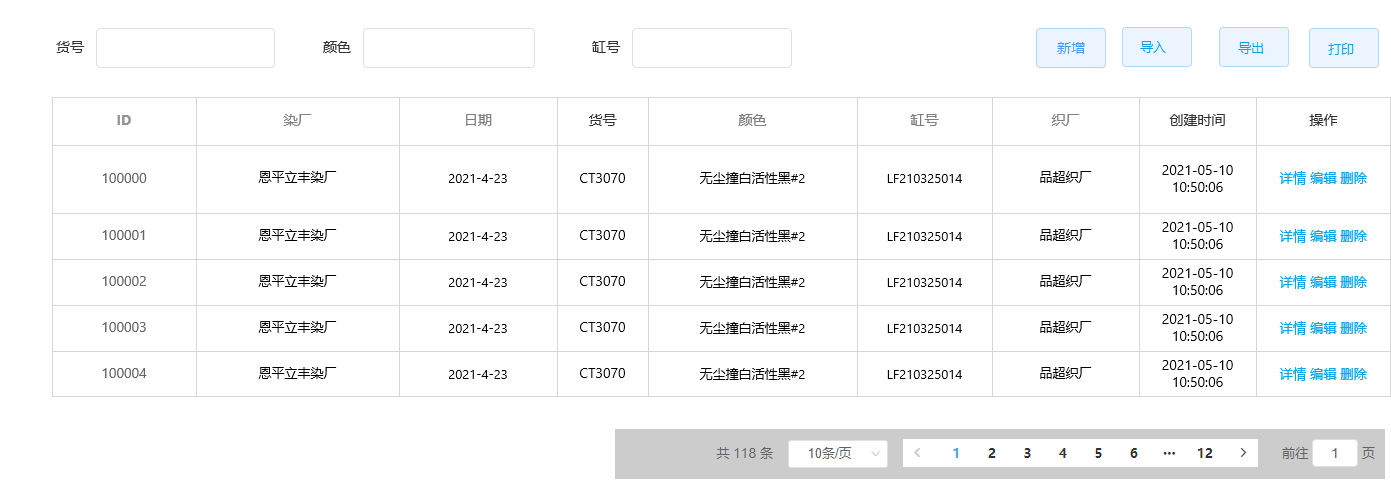 货号 颜色 缸号 新增 导入 导出 打印
ID 染厂 日期 货号 颜色 缸号 织厂 创建时间 操作
100000 恩平立丰染厂 2021-4-23 CT3070 无尘撞白活性黑#2 LF210325014 品超织厂 2021-05-10 10:50:06 详情 编辑 删除
100001 恩平立丰染厂 2021-4-23 CT3070 无尘撞白活性黑#2 LF210325014 品超织厂 2021-05-10 10:50:06 详情 编辑 删除
100002 恩平立丰染厂 2021-4-23 CT3070 无尘撞白活性黑#2 LF210325014 品超织厂 2021-05-10 10:50:06 详情 编辑 删除
100003 恩平立丰染厂 2021-4-23 CT3070 无尘撞白活性黑#2 LF210325014 品超织厂 2021-05-10 10:50:06 详情 编辑 删除
100004 恩平立丰染厂 2021-4-23 CT3070 无尘撞白活性黑#2 LF210325014 品超织厂 2021-05-10 10:50:06 详情 编辑 删除
共 118 条 10条/页 1 2 3 4 5 6 ••• 12 前往 1 页